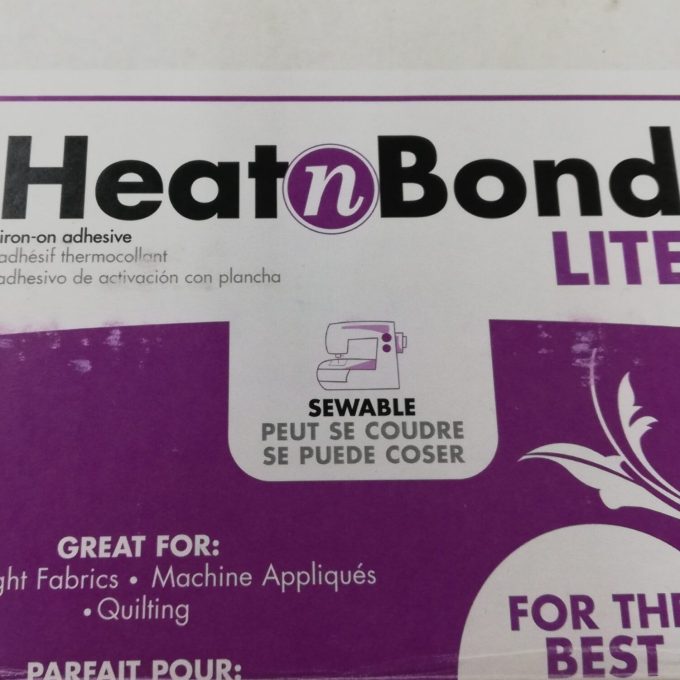 HeatnBond
iron-on adhesive
adhésif thermocollant
adhesivo de activación con plancha
LITE
SEWABLE
PEUT SE COUDRE
SE PUEDE COSER
GREAT FOR:
ght Fabrics • Machine Appliqués
• Quilting
PARFAIT POUR:
FOR THE
BEST